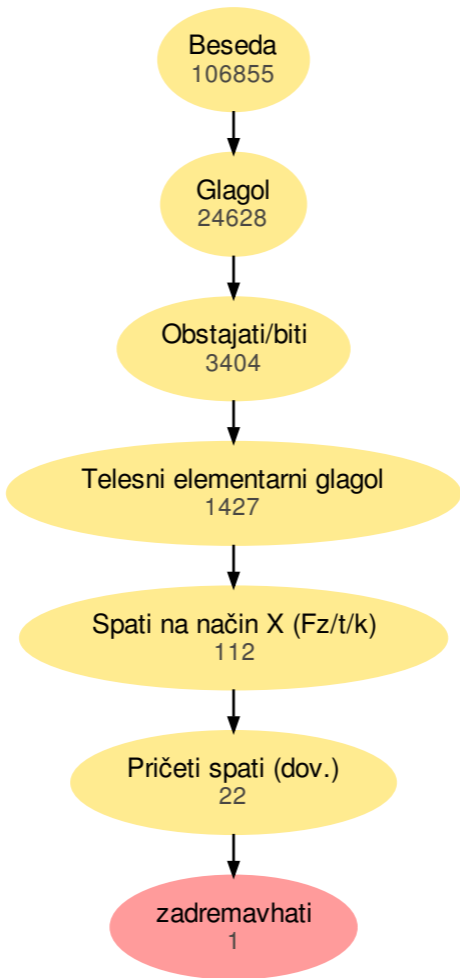 Beseda
106855
Glagol
24628
Obstajati/biti
3404
Telesni elementarni glagol
1427
Spati na način X (Fz/t/k)
112
Pričeti spati (dov.)
22
zadremavhati
1